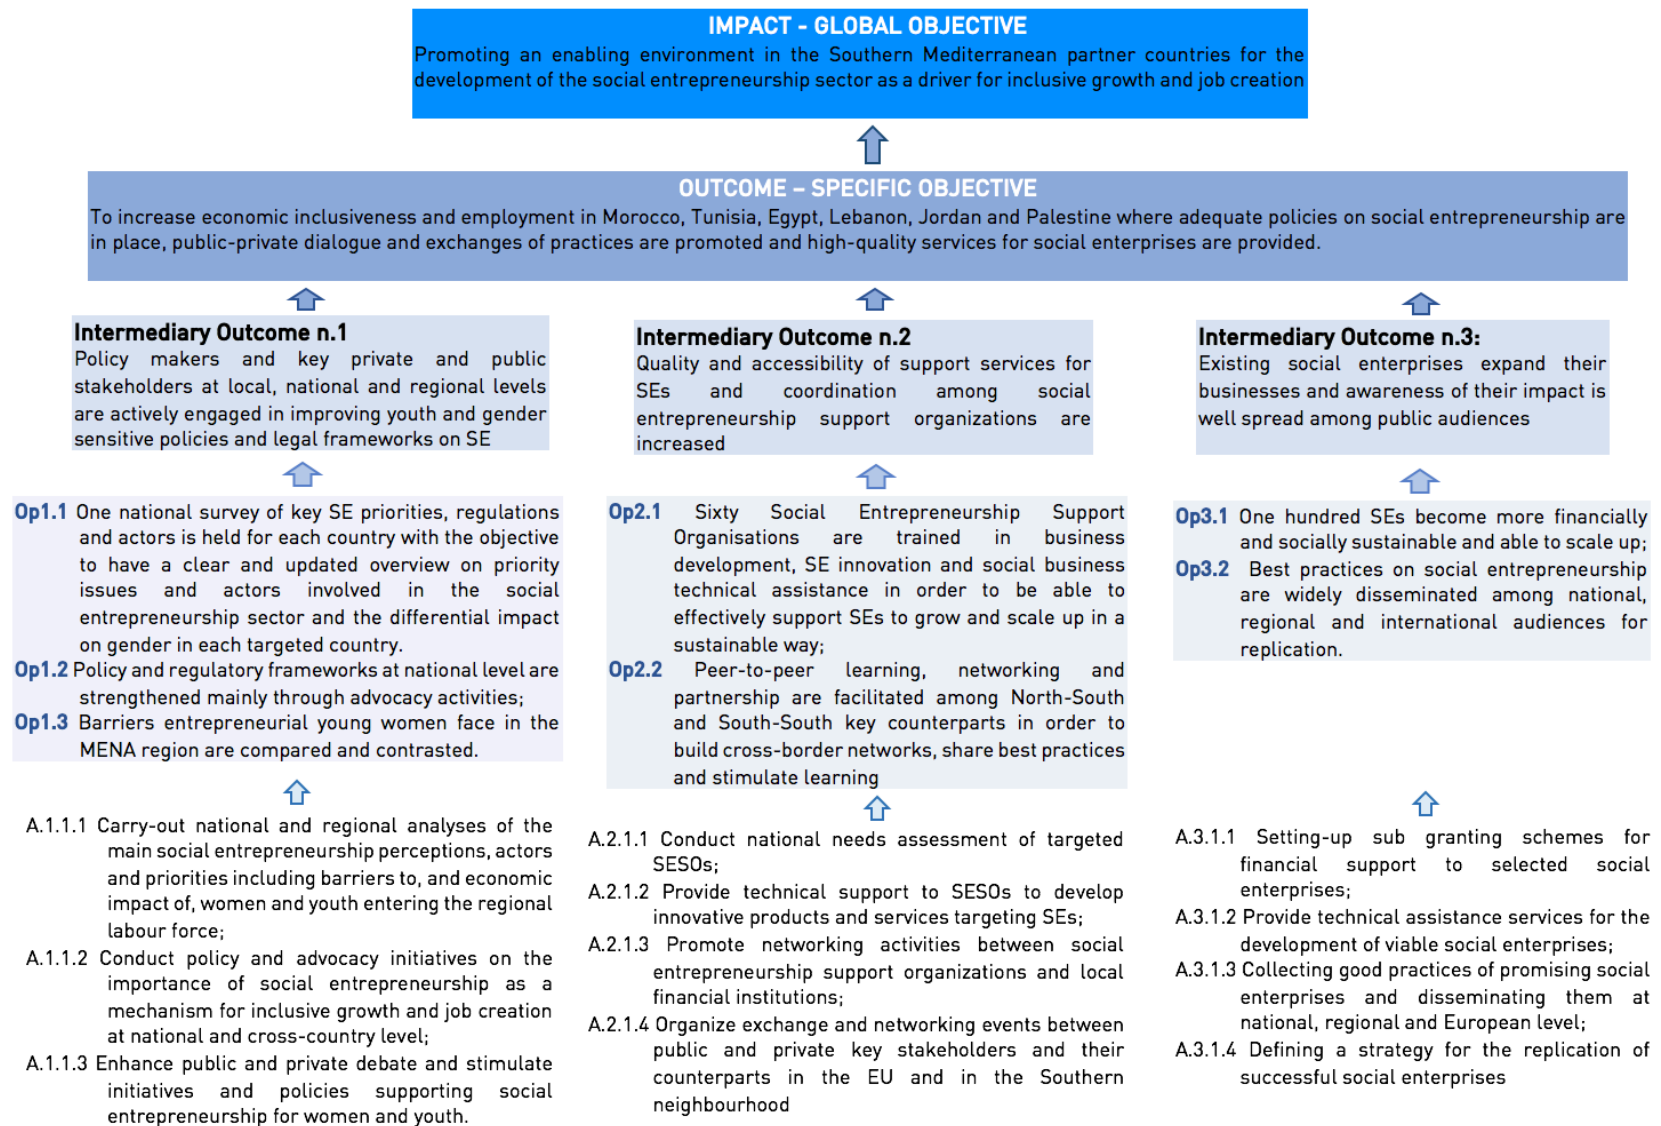 IMPACT - GLOBAL OBJECTIVE
Promoting an enabling environment in the Southern Mediterranean partner countries for the
development of the social entrepreneurship sector as a driver for inclusive growth and job creation
OUTCOME – SPECIFIC OBJECTIVE
To increase economic inclusiveness and employment in Morocco, Tunisia, Egypt, Lebanon, Jordan and Palestine where adequate policies on social entrepreneurship are
in place, public-private dialogue and exchanges of practices are promoted and high-quality services for social enterprises are provided.
Intermediary Outcome n.1
Policy makers and key private and public
stakeholders at local, national and regional levels
are actively engaged in improving youth and gender
sensitive policies and legal frameworks on SE
Op1.1 One national survey of key SE priorities, regulations
and actors is held for each country with the objective
to have a clear and updated overview on priority
issues and actors involved in the social
entrepreneurship sector and the differential impact
on gender in each targeted country.
Op1.2 Policy and regulatory frameworks at national level are
strengthened mainly through advocacy activities;
Op1.3 Barriers entrepreneurial young women face in the
MENA region are compared and contrasted.
A.1.1.1 Carry-out national and regional analyses of the
main social entrepreneurship perceptions, actors
and priorities including barriers to, and economic
impact of, women and youth entering the regional
labour force;
A.1.1.2 Conduct policy and advocacy initiatives on the
importance of social entrepreneurship as a
mechanism for inclusive growth and job creation
at national and cross-country level;
A.1.1.3 Enhance public and private debate and stimulate
initiatives and policies supporting social
entrepreneurship for women and youth.
Intermediary Outcome n.2
Quality and accessibility of support services for
SEs and coordination among social
entrepreneurship support organizations are
increased
Op2.1 Sixty Social Entrepreneurship Support
Organisations are trained in business
development, SE innovation and social business
technical assistance in order to be able to
effectively support SEs to grow and scale up in a
sustainable way;
Op2.2 Peer-to-peer learning, networking and
partnership are facilitated among North-South
and South-South key counterparts in order to
build cross-border networks, share best practices
and stimulate learning
A.2.1.1 Conduct national needs assessment of targeted
SESOs;
A.2.1.2 Provide technical support to SESOs to develop
innovative products and services targeting SEs;
A.2.1.3 Promote networking activities between social
entrepreneurship support organizations and local
financial institutions;
A.2.1.4 Organize exchange and networking events between
public and private key stakeholders and their
counterparts in the EU and in the Southern
neighbourhood
Intermediary Outcome n.3:
Existing social enterprises expand their
businesses and awareness of their impact is
well spread among public audiences
Op3.1 One hundred SEs become more financially
and socially sustainable and able to scale up;
Op3.2 Best practices on social entrepreneurship
are widely disseminated among national,
regional and international audiences for
replication.
A.3.1.1 Setting-up sub granting schemes for
financial support to selected social
enterprises;
A.3.1.2 Provide technical assistance services for the
development of viable social enterprises;
A.3.1.3 Collecting good practices of promising social
enterprises and disseminating them at
national, regional and European level;
A.3.1.4 Defining a strategy for the replication of
successful social enterprises